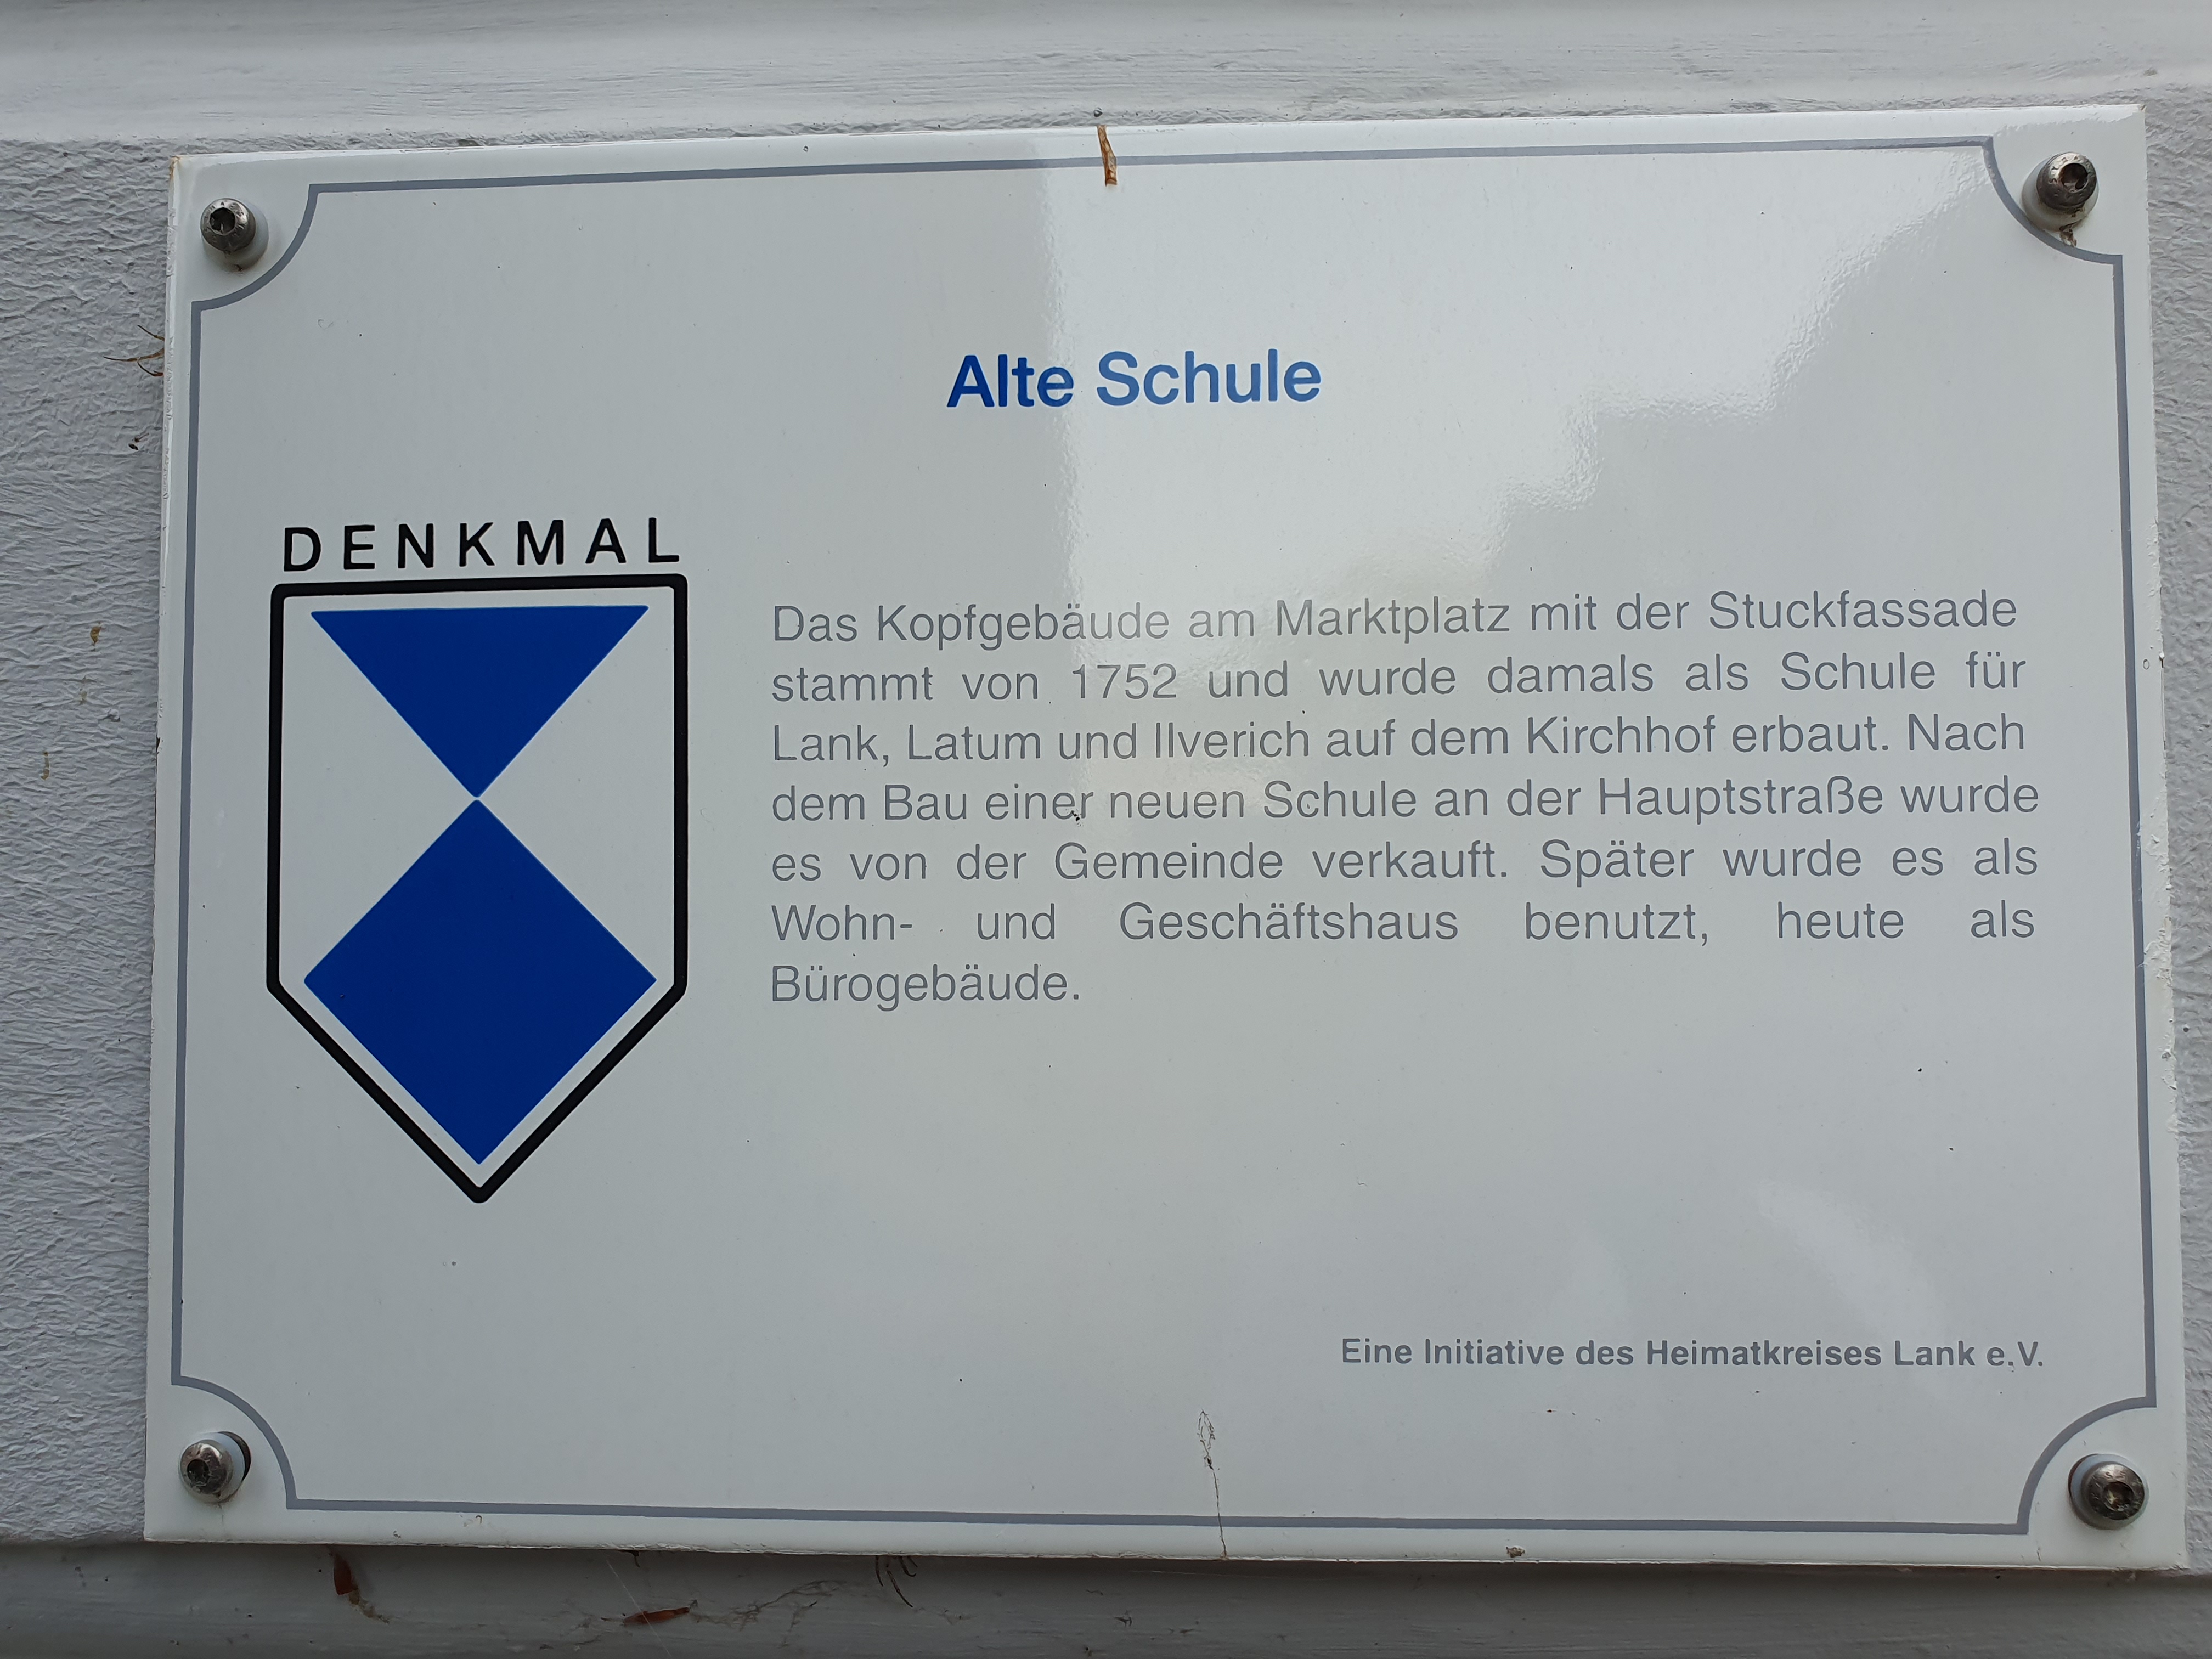 Alte Schule
DENKMAL
Das Kopfgebäude am Marktplatz mit der Stuckfassade
stammt von 1752 und wurde damals als Schule für
Lank, Latum und Ilverich auf dem Kirchhof erbaut. Nach
dem Bau einer neuen Schule an der Hauptstraße wurde
es von der Gemeinde verkauft. Später wurde es als
Wohn- und Geschäftshaus benutzt, heute als
Bürogebäude.
Eine Initiative des Heimatkreises Lank e.V.